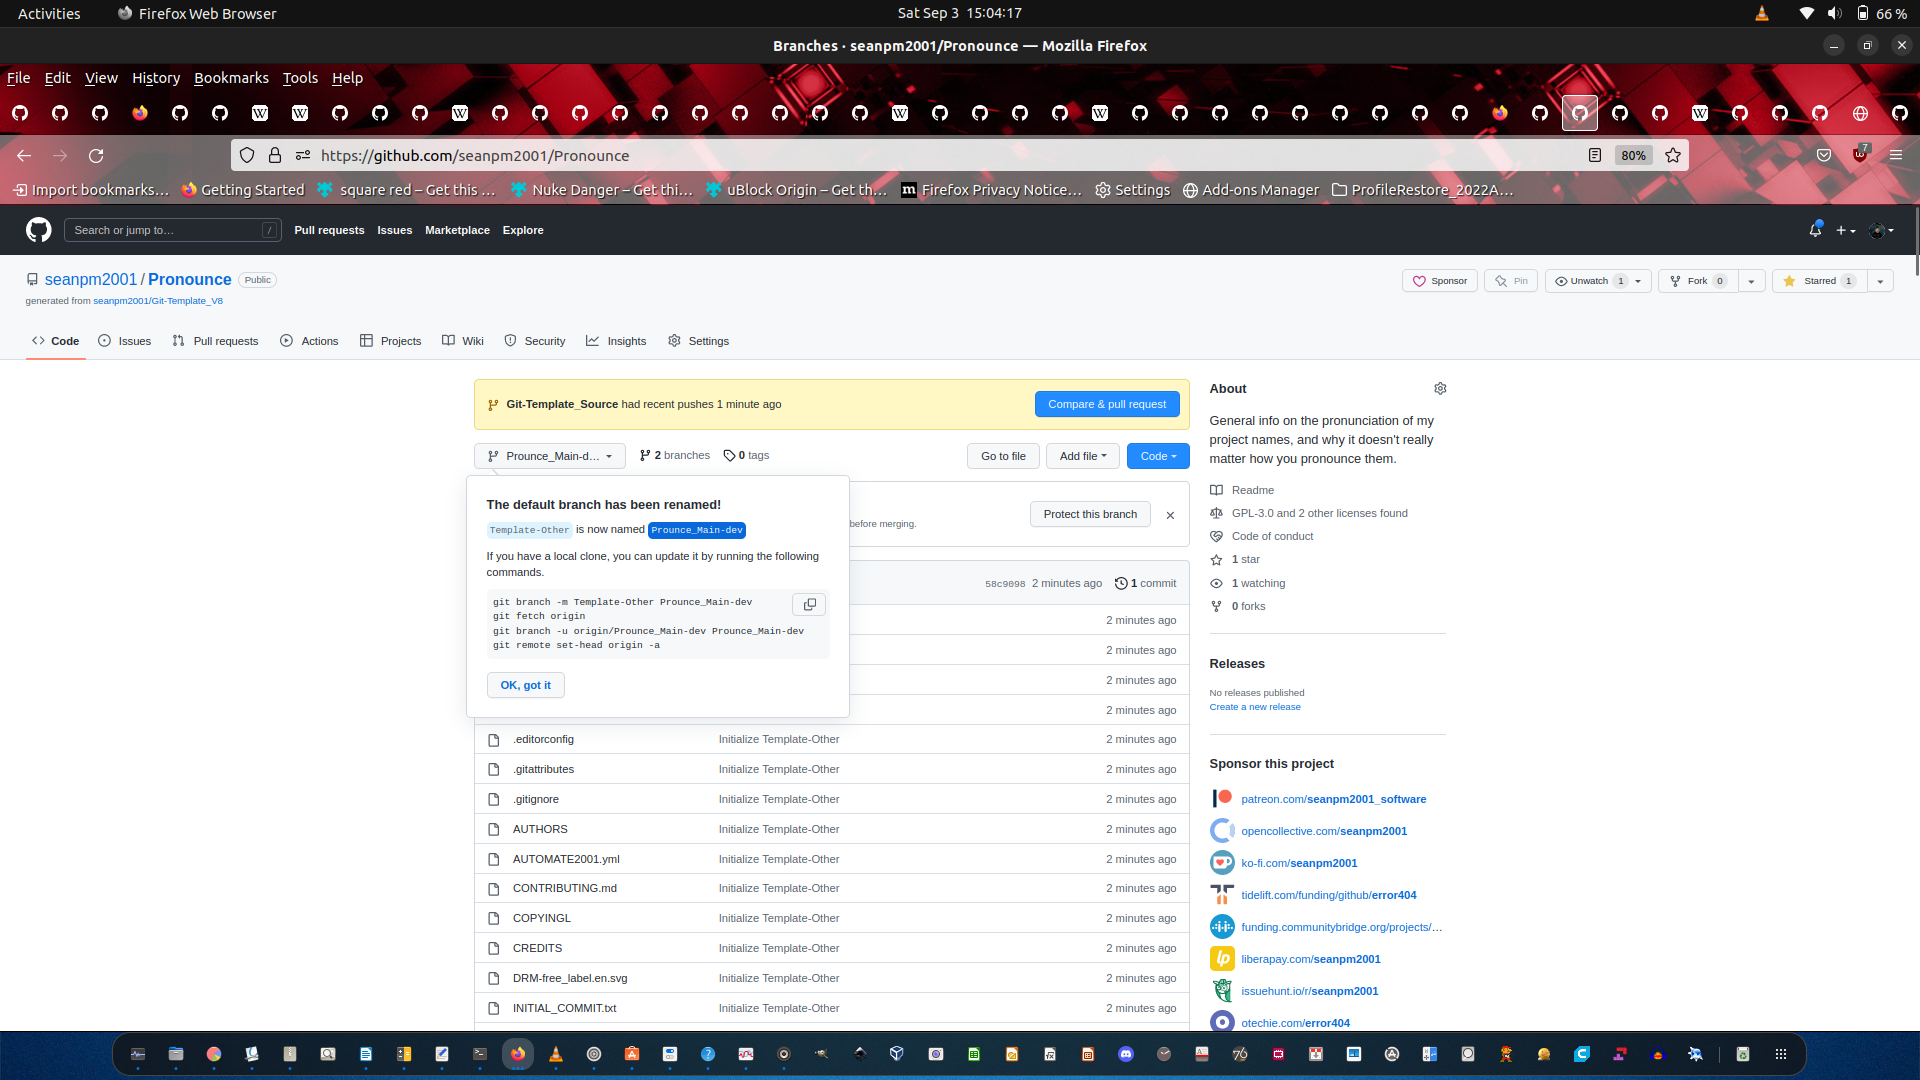 Activities
Firefox Web Browser
Sat Sep 3  15:04:17
66 %
Branches · seanpm2001/Pronounce — Mozilla Firefox
File Edit View History Bookmarks Tools Help
https://github.com/seanpm2001/Pronounce
80%
7
Import bookmarks…
Getting Started
square red – Get this …
Nuke Danger – Get thi…
uBlock Origin – Get th…
Firefox Privacy Notice…
Settings
Add-ons Manager
ProfileRestore_2022A…
Search or jump to…
/
Pull requests
Issues
Marketplace
Explore
seanpm2001 / Pronounce
Public
generated from seanpm2001/Git-Template_V8
Sponsor
Pin
Unwatch 1
Fork 0
Starred 1
Code
Issues
Pull requests
Actions
Projects
Wiki
Security
Insights
Settings
Git-Template_Source had recent pushes 1 minute ago
Compare & pull request
Prounce_Main-d…
2 branches
0 tags
Go to file
Add file
Code
The default branch has been renamed!
Template-Other is now named Prounce_Main-dev
If you have a local clone, you can update it by running the following
commands.
git branch -m Template-Other Prounce_Main-dev
git fetch origin
git branch -u origin/Prounce_Main-dev Prounce_Main-dev
git remote set-head origin -a
OK, got it
before merging.
Protect this branch
58c9098 2 minutes ago
1 commit
2 minutes ago
2 minutes ago
2 minutes ago
2 minutes ago
.editorconfig Initialize Template-Other 2 minutes ago
.gitattributes Initialize Template-Other 2 minutes ago
.gitignore Initialize Template-Other 2 minutes ago
AUTHORS Initialize Template-Other 2 minutes ago
AUTOMATE2001.yml Initialize Template-Other 2 minutes ago
CONTRIBUTING.md Initialize Template-Other 2 minutes ago
COPYINGL Initialize Template-Other 2 minutes ago
CREDITS Initialize Template-Other 2 minutes ago
DRM-free_label.en.svg Initialize Template-Other 2 minutes ago
INITIAL_COMMIT.txt Initialize Template-Other 2 minutes ago
About
General info on the pronunciation of my
project names, and why it doesn't really
matter how you pronounce them.
Readme
GPL-3.0 and 2 other licenses found
Code of conduct
1 star
1 watching
0 forks
Releases
No releases published
Create a new release
Sponsor this project
patreon.com/seanpm2001_software
opencollective.com/seanpm2001
ko-fi.com/seanpm2001
tidelift.com/funding/github/error404
funding.communitybridge.org/projects/…
liberapay.com/seanpm2001
issuehunt.io/r/seanpm2001
otechie.com/error404